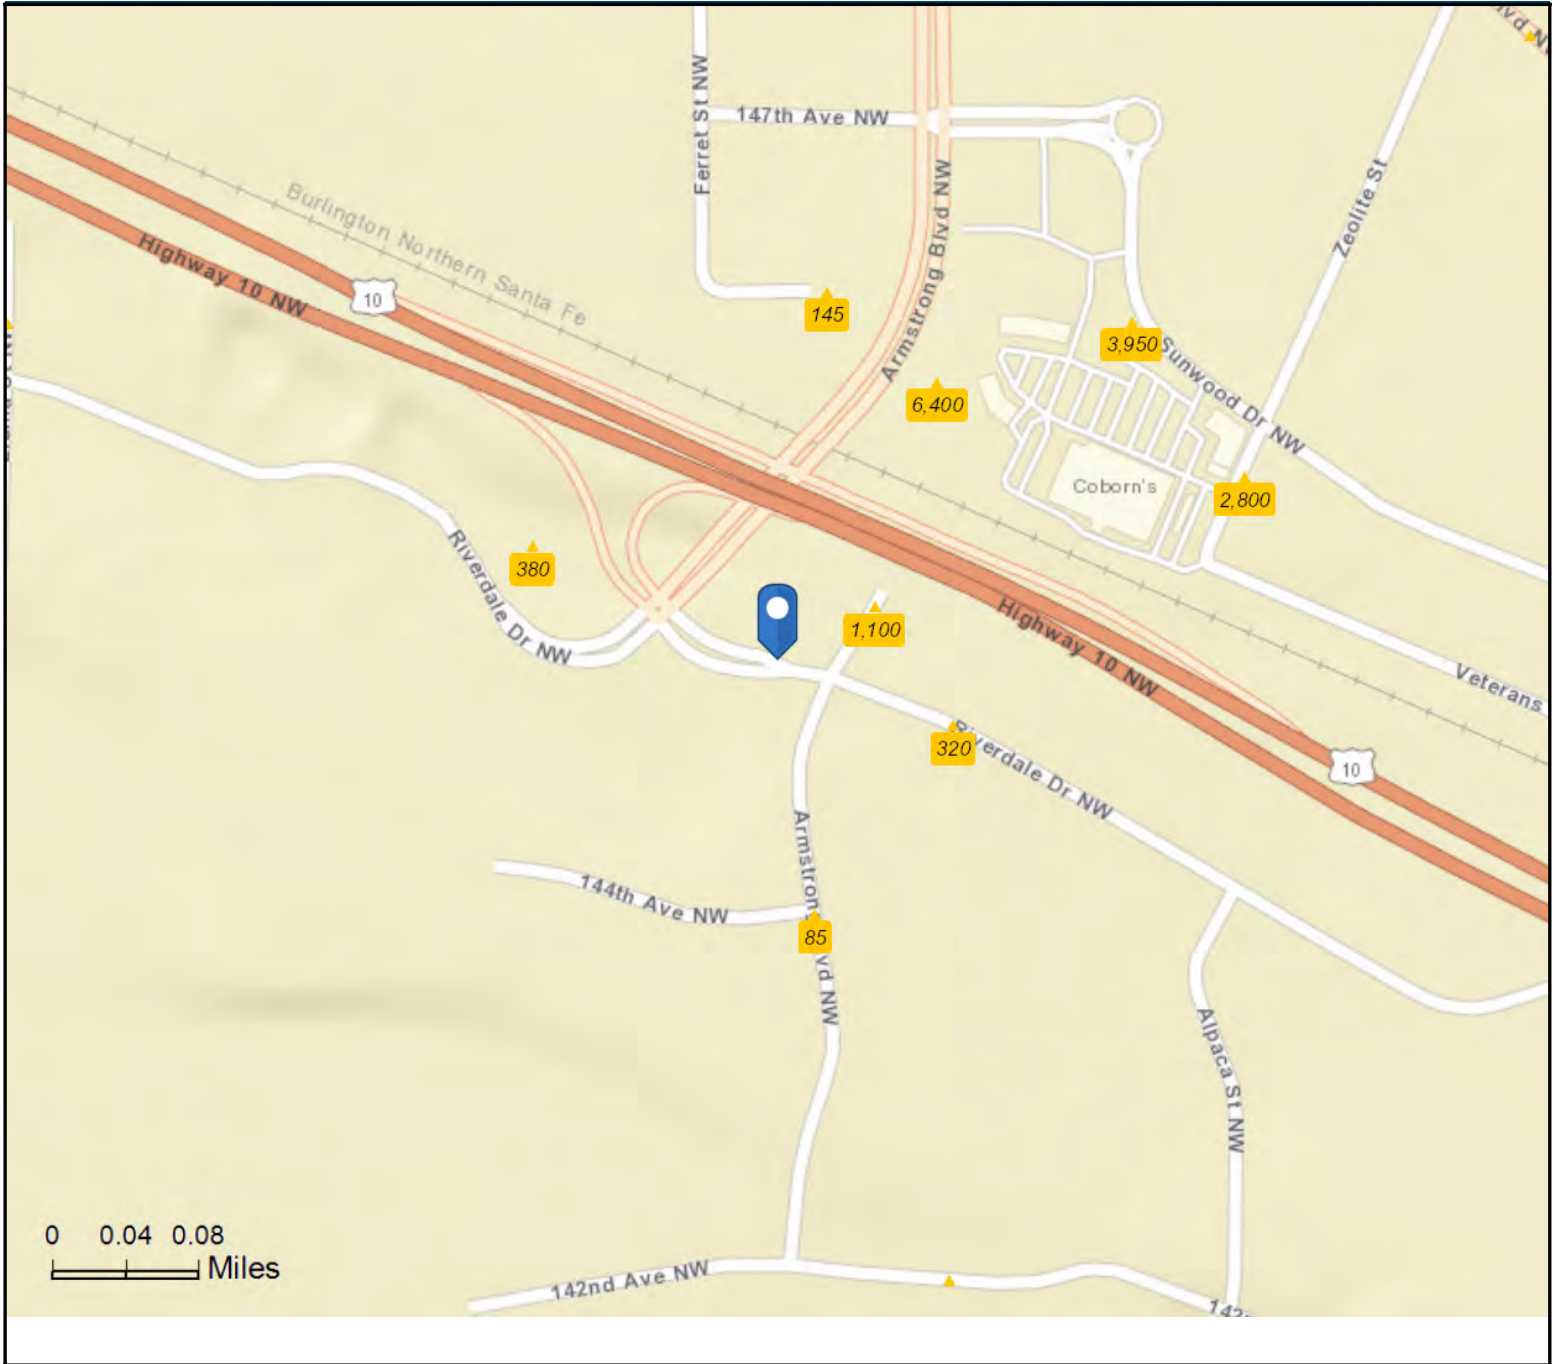 lvd N
147th Ave NW
Ferret St NW
Armstrong Blvd NW
Zeolite St
Burlington Northern Santa Fe
Highway 10 NW
10
145
3,950
Sunwood Dr NW
6,400
Coborn's
2,800
Riverdale Dr NW
380
1,100
Highway 10 NW
Veterans
320
Riverdale Dr NW
10
Armstrong
vd NW
144th Ave NW
85
Alpaca St NW
0 0.04 0.08
Miles
142nd Ave NW
142